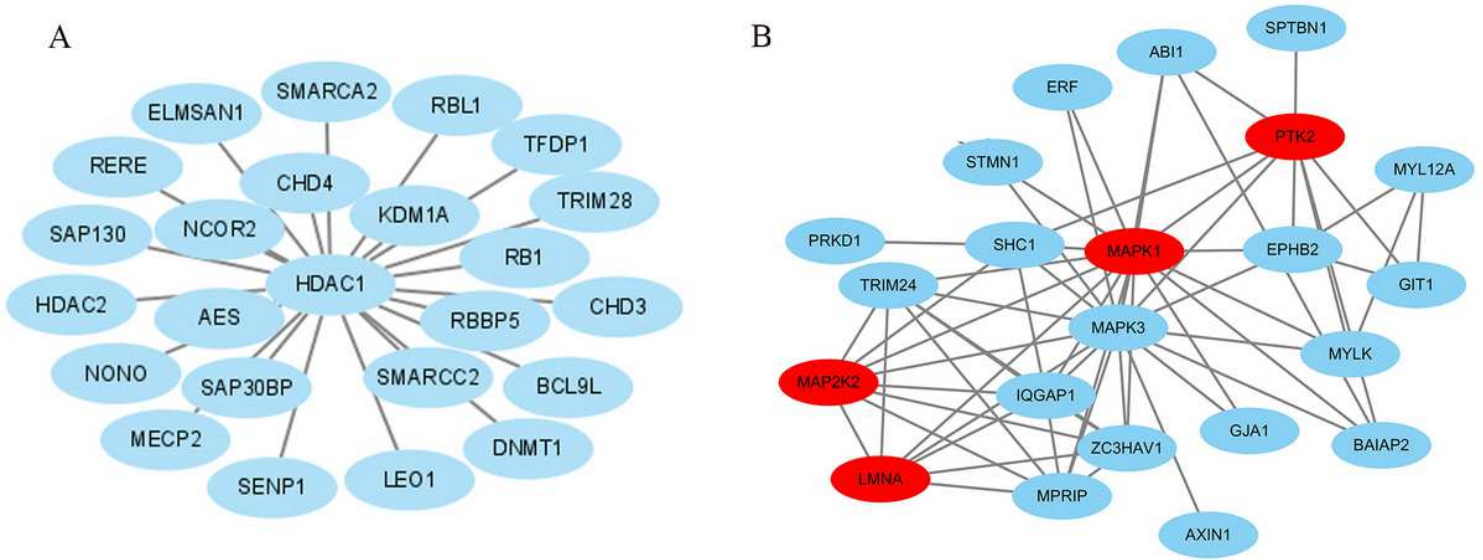 A
SMARCA2
RBL1
ELMSAN1
TFDP1
RERE
CHD4
TRIM28
KDM1A
NCOR2
SAP130
RB1
HDAC1
HDAC2
CHD3
AES
RBBP5
NONO
SAP30BP
SMARCC2
BCL9L
MECP2
DNMT1
LEO1
SENP1
B
SPTBN1
ABI1
ERF
PTK2
STMN1
MYL12A
PRKD1
SHC1
MAPK1
EPHB2
TRIM24
GIT1
MAPK3
MYLK
MAP2K2
IQGAP1
GJA1
BAIAP2
ZC3HAV1
LMNA
MPRIP
AXIN1